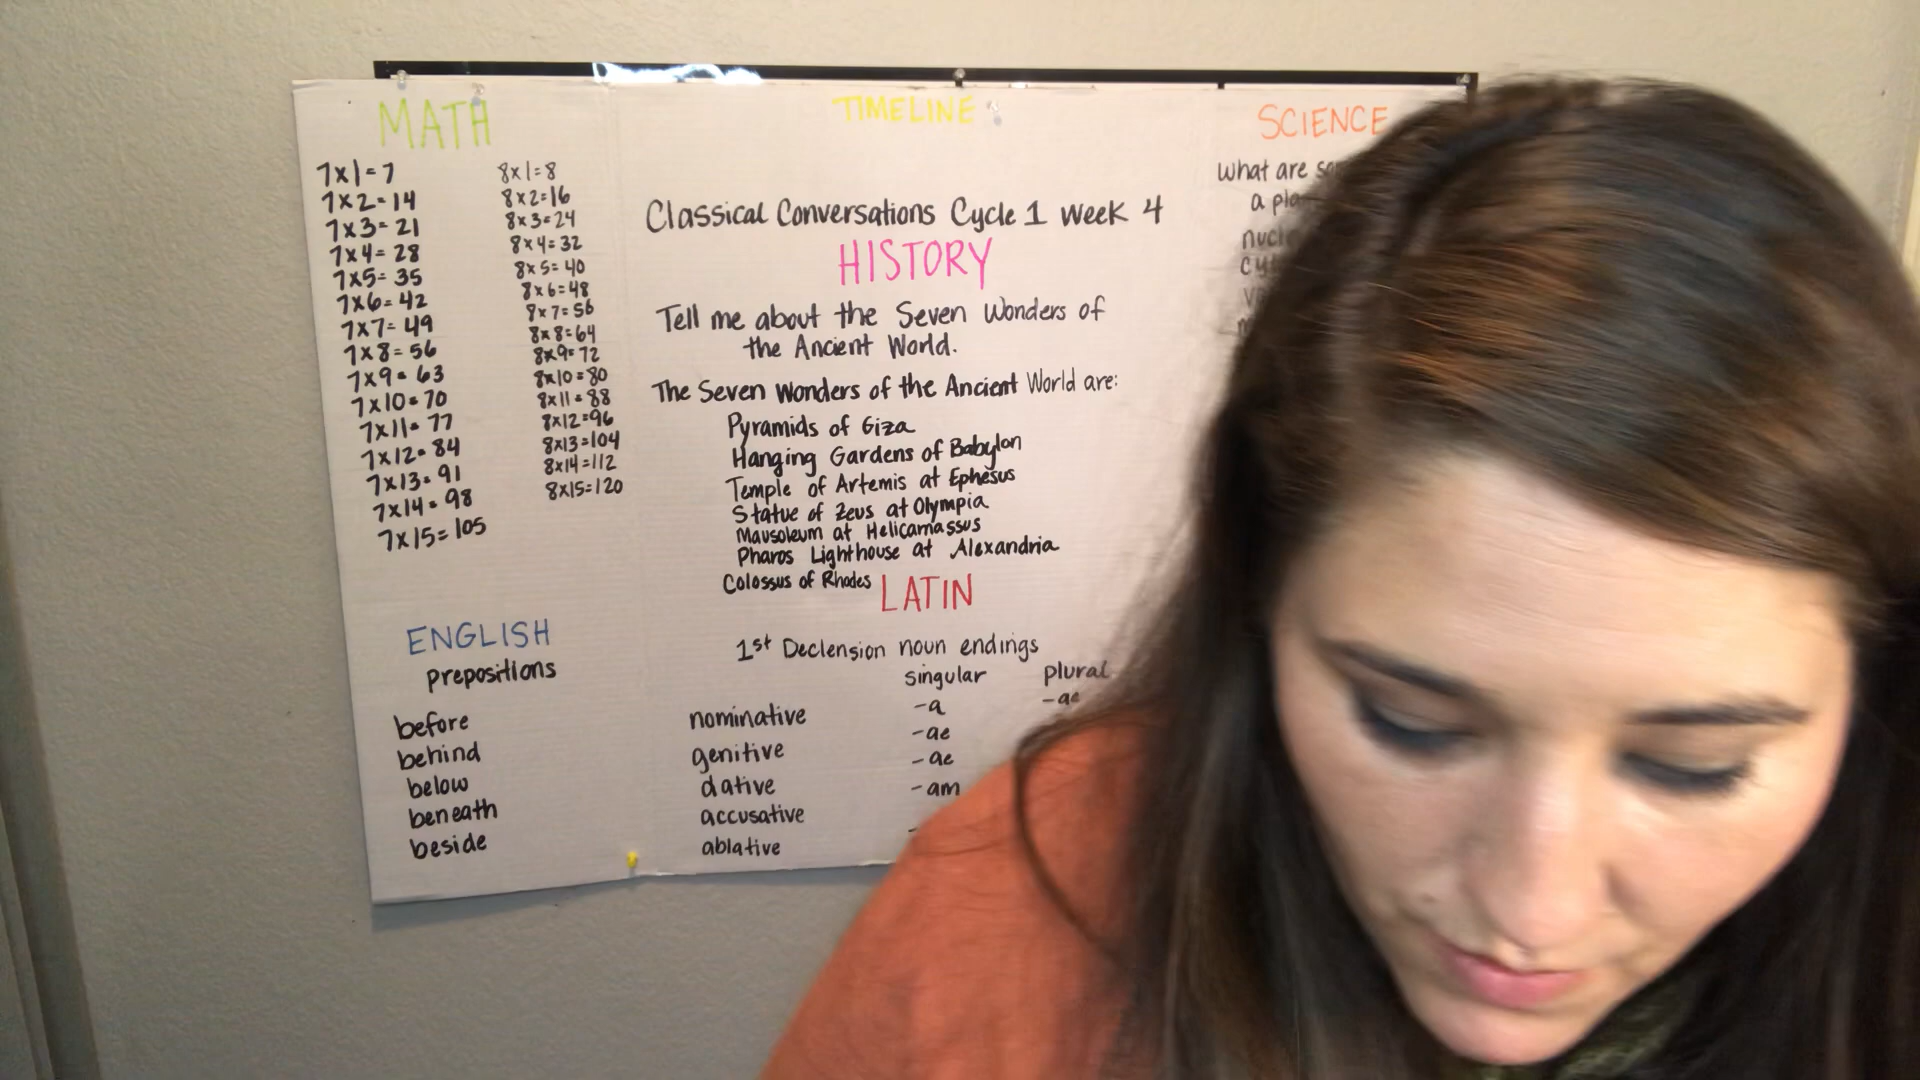 MATH
7x1=7
7x2=14
7x3=21
7x4=28
7x5=35
7x6=42
7x7=49
7x8=56
7x9=63
7x10=70
7x11=77
7x12=84
7x13=91
7x14=98
7x15=105
8x1=8
8x2=16
8x3=24
8x4=32
8x5=40
8x6=48
8x7=56
8x8=64
8x9=72
8x10=80
8x11=88
8x12=96
8x13=104
8x14=112
8x15=120
ENGLISH
prepositions
before
behind
below
beneath
beside
TIMELINE
Classical Conversations Cycle 1 Week 4
HISTORY
Tell me about the Seven Wonders of
the Ancient World.
The Seven Wonders of the Ancient World are:
Pyramids of Giza
Hanging Gardens of Babylon
Temple of Artemis at Ephesus
Statue of Zeus at Olympia
Mausoleum at Helicarnassus
Pharos Lighthouse at Alexandria
Colossus of Rhodes
LATIN
1st Declension noun endings
singular plural
nominative -a -ae
genitive -ae
dative -ae
accusative -am
ablative
SCIENCE
What are
a